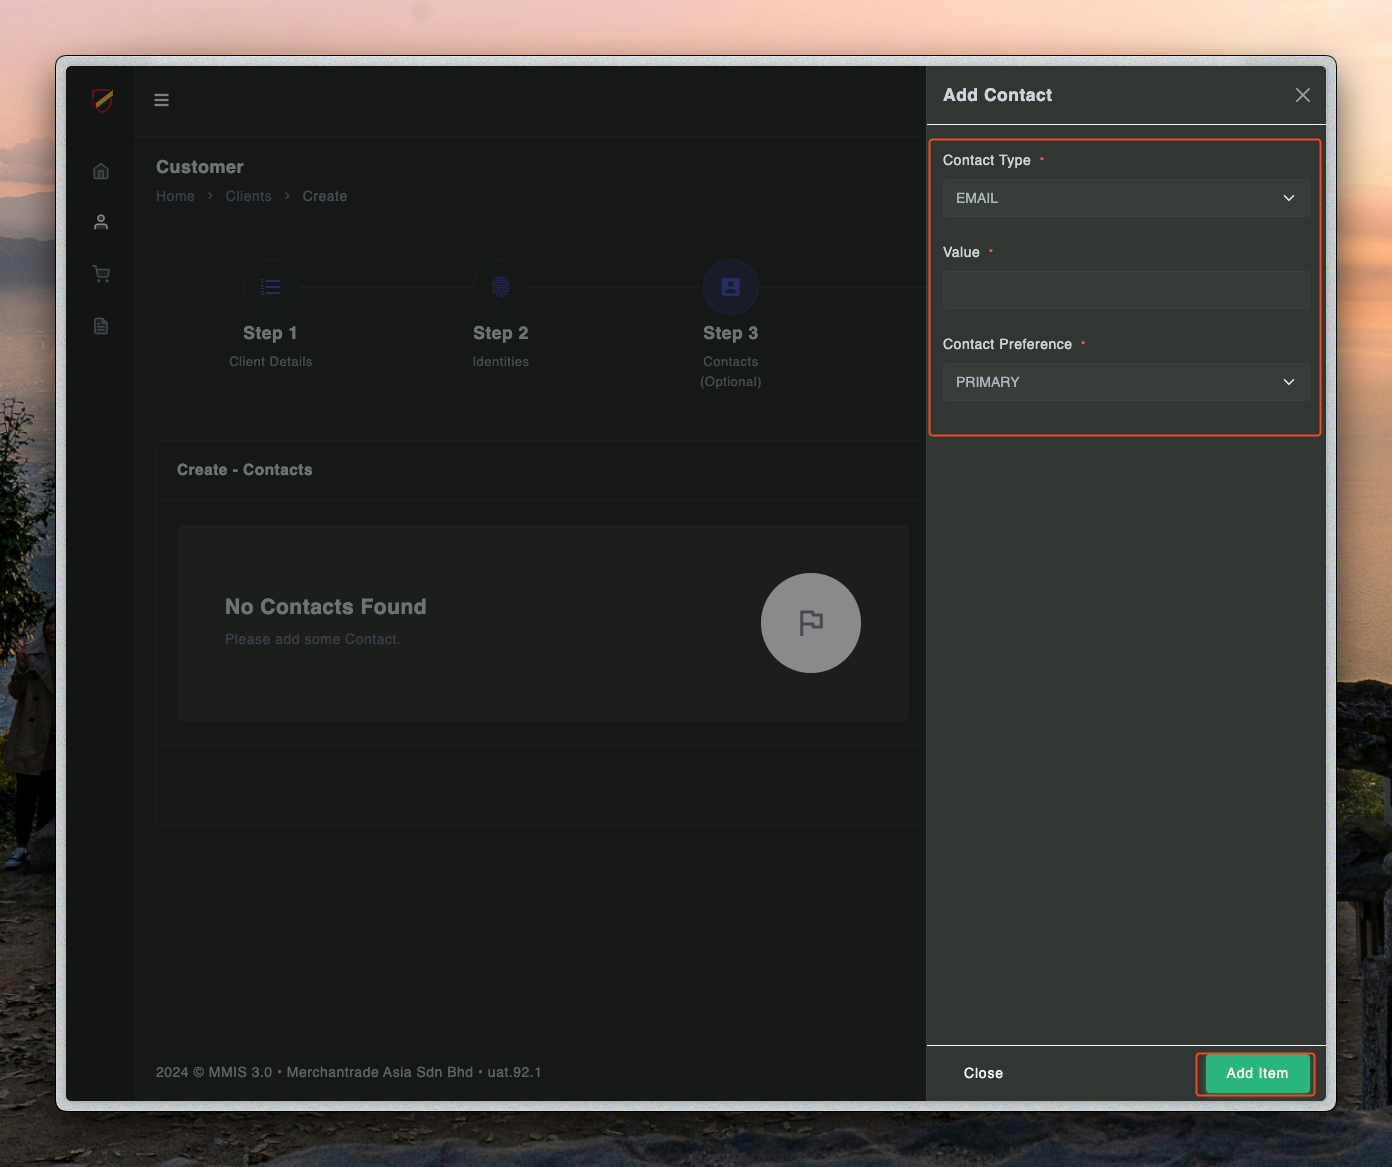 Customer
Home > Clients > Create
Step 1
Client Details
Step 2
Identities
Step 3
Contacts
(Optional)
Create - Contacts
No Contacts Found
Please add some Contact.
2024 © MMIS 3.0 • Merchantrade Asia Sdn Bhd • uat.92.1
Add Contact
Contact Type *
EMAIL
Value *
Contact Preference *
PRIMARY
Close
Add Item